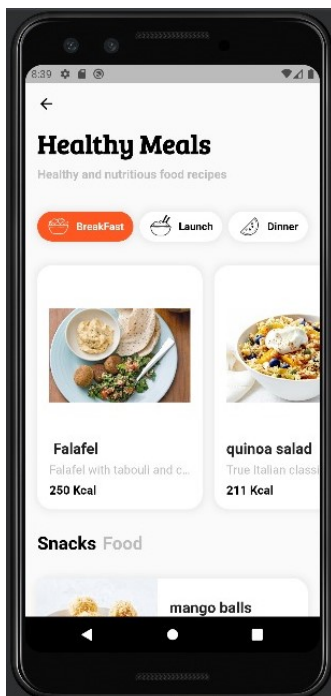 8:39
Healthy Meals
Healthy and nutritious food recipes
BreakFast Launch Dinner
Falafel
Falafel with tabouli and c...
250 Kcal
quinoa salad
True Italian classi
211 Kcal
Snacks Food
mango balls